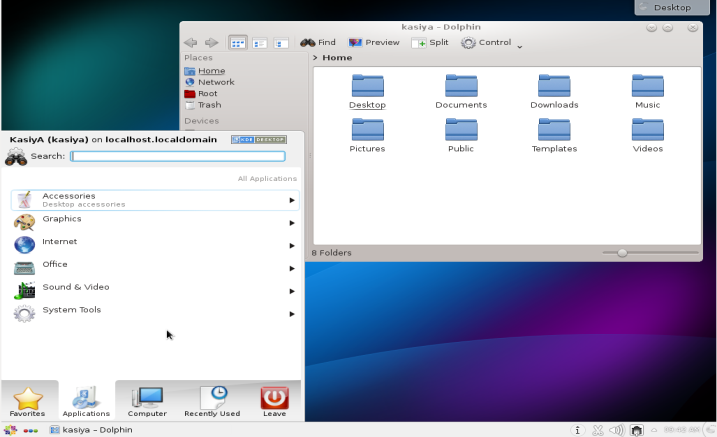 Desktop
kasiya – Dolphin
Find Preview Split Control
Places
Home
Network
Root
Trash
Devices
> Home
Desktop Documents Downloads Music
Pictures Public Templates Videos
8 Folders
KasiyA (kasiya) on localhost.localdomain
KDE DESKTOP
Search:
All Applications
Accessories
Desktop accessories
Graphics
Internet
Office
Sound & Video
System Tools
Favorites Applications Computer Recently Used Leave
kasiya – Dolphin